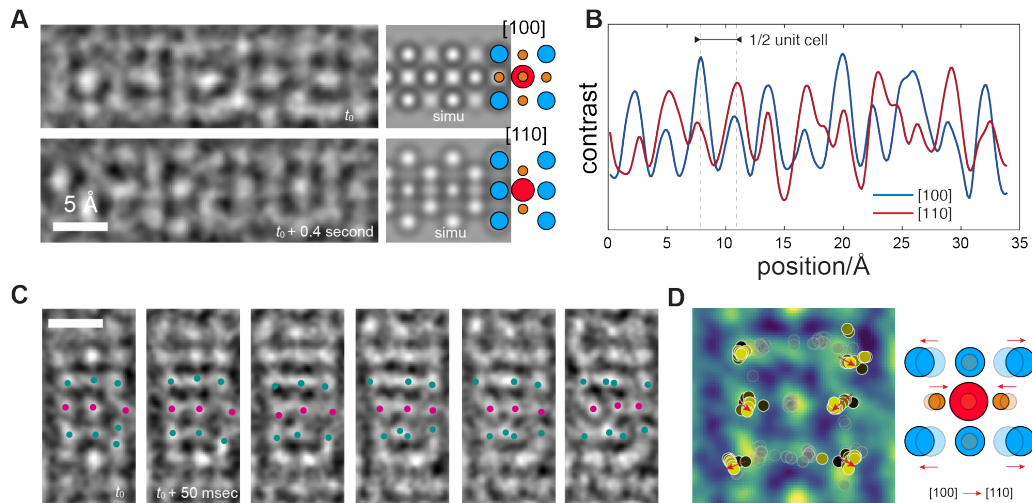 A
[100]
t0
simu
[110]
5 Å
t0 + 0.4 second
simu
B
1/2 unit cell
contrast
[100]
[110]
0 5 10 15 20 25 30 35
position/Å
C
t0
t0 + 50 msec
D
[100] → [110]